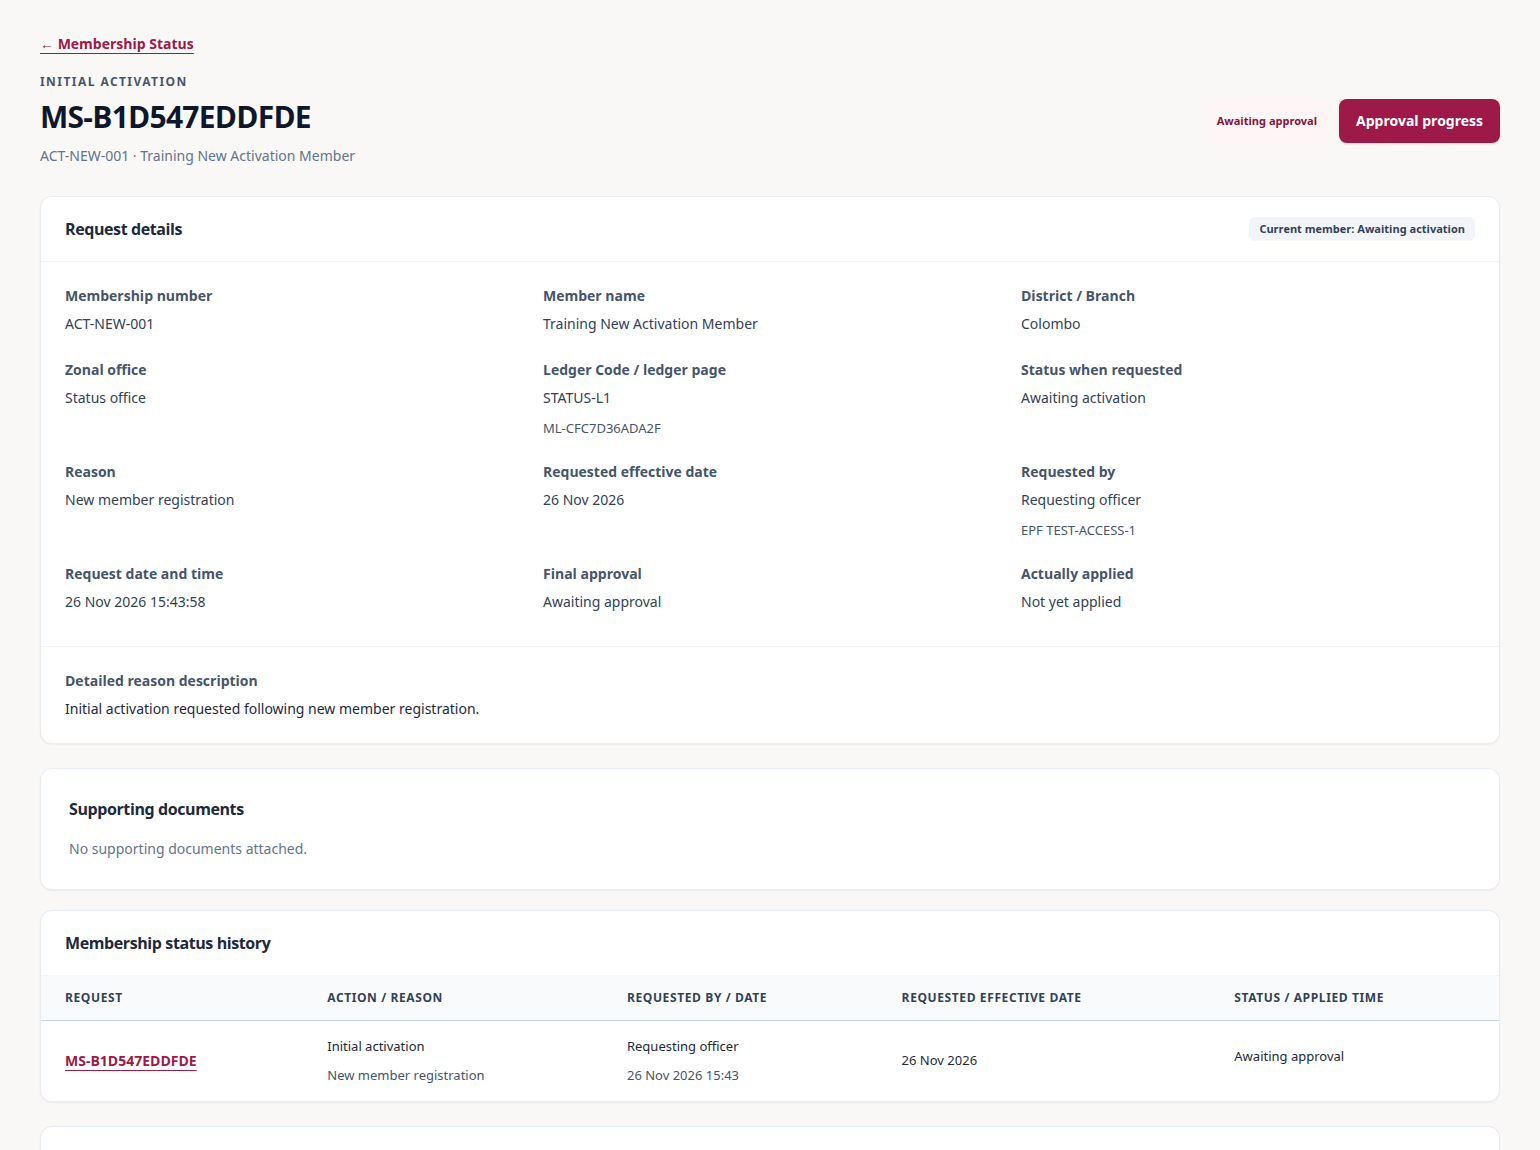 ← Membership Status
INITIAL ACTIVATION
MS-B1D547EDDFDE
ACT-NEW-001 · Training New Activation Member
Awaiting approval
Approval progress
Request details
Current member: Awaiting activation
Membership number
Member name
District / Branch
ACT-NEW-001
Training New Activation Member
Colombo
Zonal office
Ledger Code / ledger page
Status when requested
Status office
STATUS-L1
Awaiting activation
ML-CFC7D36ADA2F
Reason
Requested effective date
Requested by
New member registration
26 Nov 2026
Requesting officer
EPF TEST-ACCESS-1
Request date and time
Final approval
Actually applied
26 Nov 2026 15:43:58
Awaiting approval
Not yet applied
Detailed reason description
Initial activation requested following new member registration.
Supporting documents
No supporting documents attached.
Membership status history
REQUEST
ACTION / REASON
REQUESTED BY / DATE
REQUESTED EFFECTIVE DATE
STATUS / APPLIED TIME
MS-B1D547EDDFDE
Initial activation
New member registration
Requesting officer
26 Nov 2026 15:43
26 Nov 2026
Awaiting approval